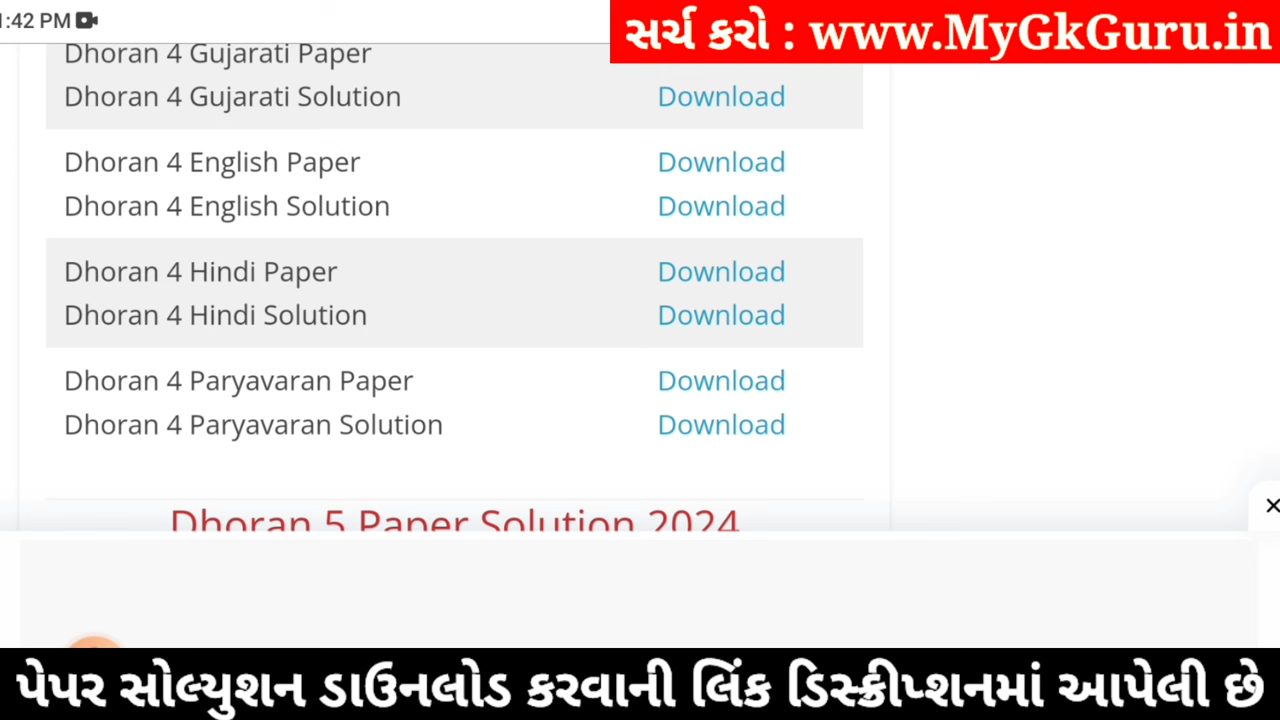 1:42 PM
સર્ચ કરો : www.MyGkGuru.in
Dhoran 4 Gujarati Paper
Dhoran 4 Gujarati Solution Download
Dhoran 4 English Paper Download
Dhoran 4 English Solution Download
Dhoran 4 Hindi Paper Download
Dhoran 4 Hindi Solution Download
Dhoran 4 Paryavaran Paper Download
Dhoran 4 Paryavaran Solution Download
Dhoran 5 Paper Solution 2024
પેપર સોલ્યુશન ડાઉનલોડ કરવાની લિંક ડિસ્ક્રીપ્શનમાં આપેલી છે